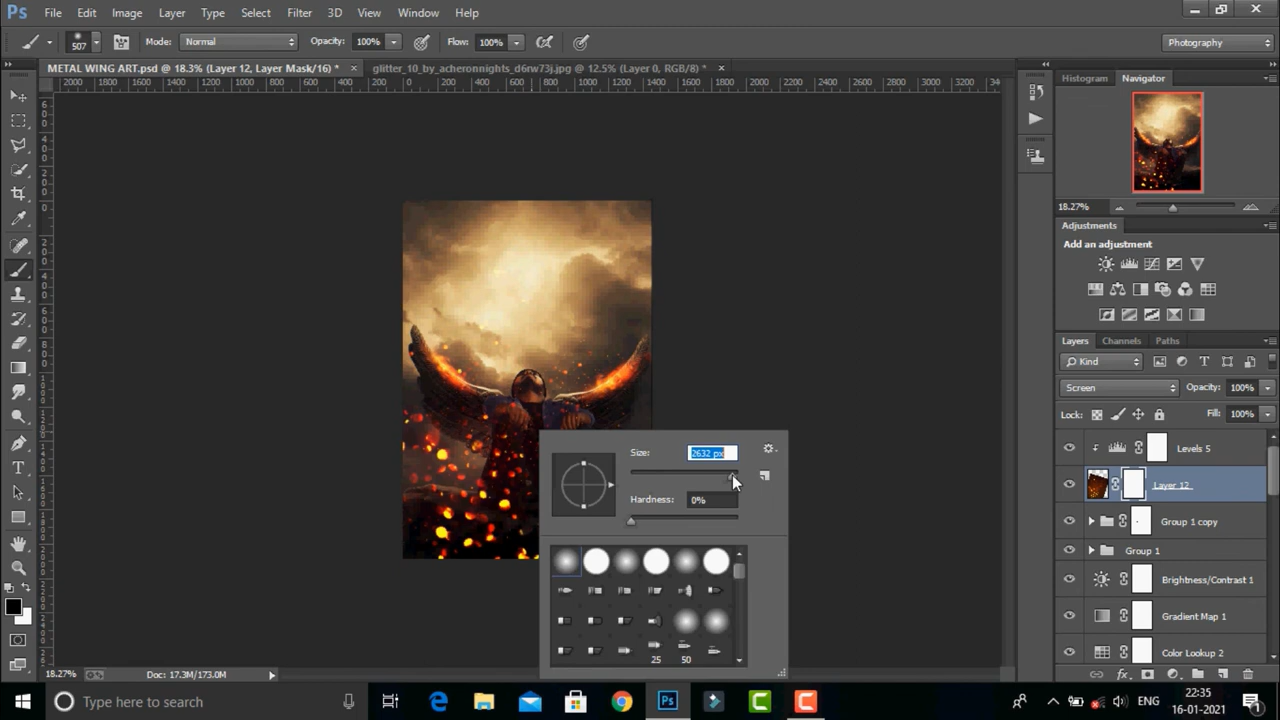 Ps File Edit Image Layer Type Select Filter 3D View Window Help
507 Mode: Normal Opacity: 100% Flow: 100% Photography
METAL WING ART.psd @ 18.3% (Layer 12, Layer Mask/16) * × glitter_10_by_acheronnights_d6rw73j.jpg @ 12.5% (Layer 0, RGB/8) * ×
2000 1800 1600 1400 1200 1000 800 600 400 200 0 200 400 600 800 1000 1200 1400 1600 1800 2000 2200 2400 2600 2800 3000 3200 3400
Histogram Navigator
18.27%
Adjustments
Add an adjustment
Layers Channels Paths
Kind
Screen Opacity: 100%
Lock: Fill: 100%
Levels 5
Layer 12
Group 1 copy
Group 1
Brightness/Contrast 1
Gradient Map 1
Color Lookup 2
Size: 2632 px
Hardness: 0%
25 50
18.27% Doc: 17.3M/173.0M
Type here to search
ENG
22:35
16-01-2021
1